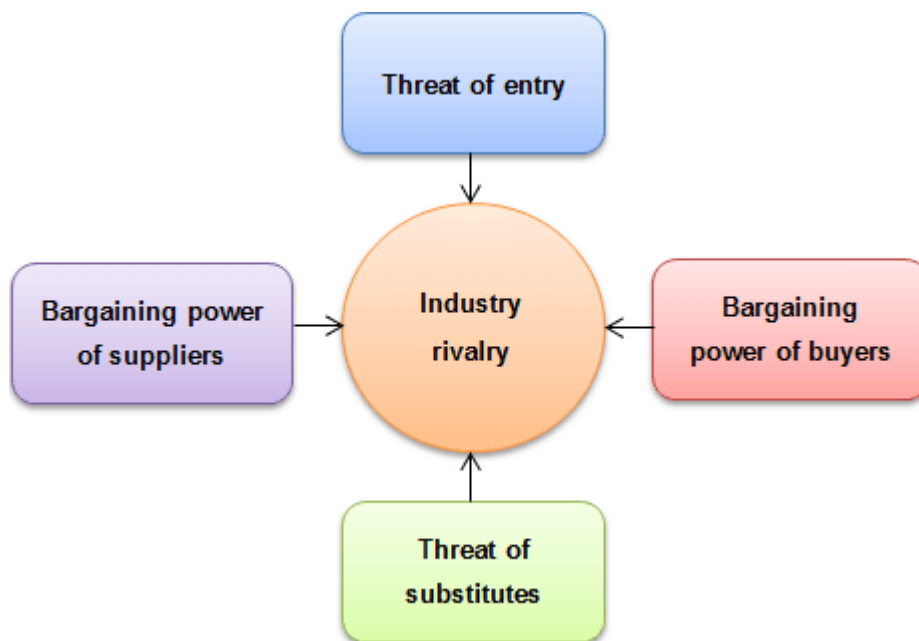 Threat of entry
Bargaining power
of suppliers
Industry
rivalry
Bargaining
power of buyers
Threat of
substitutes